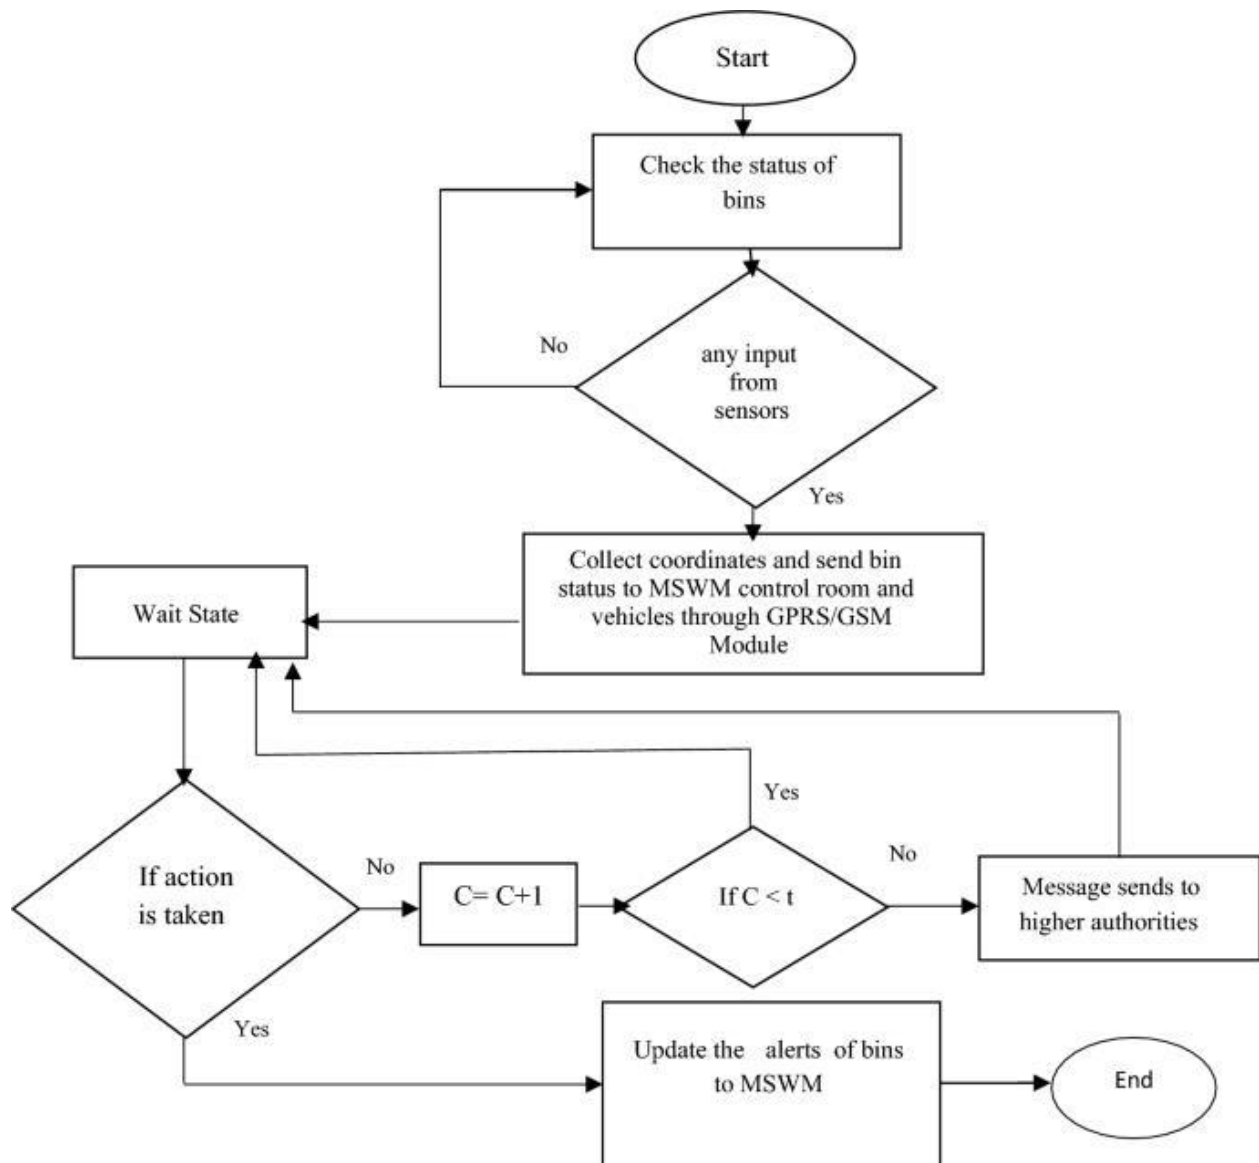 Start
Check the status of
bins
No
any input
from
sensors
Yes
Collect coordinates and send bin
status to MSWM control room and
vehicles through GPRS/GSM
Module
Wait State
Yes
If action
is taken
No
C= C+1
If C < t
No
Message sends to
higher authorities
Yes
Update the alerts of bins
to MSWM
End